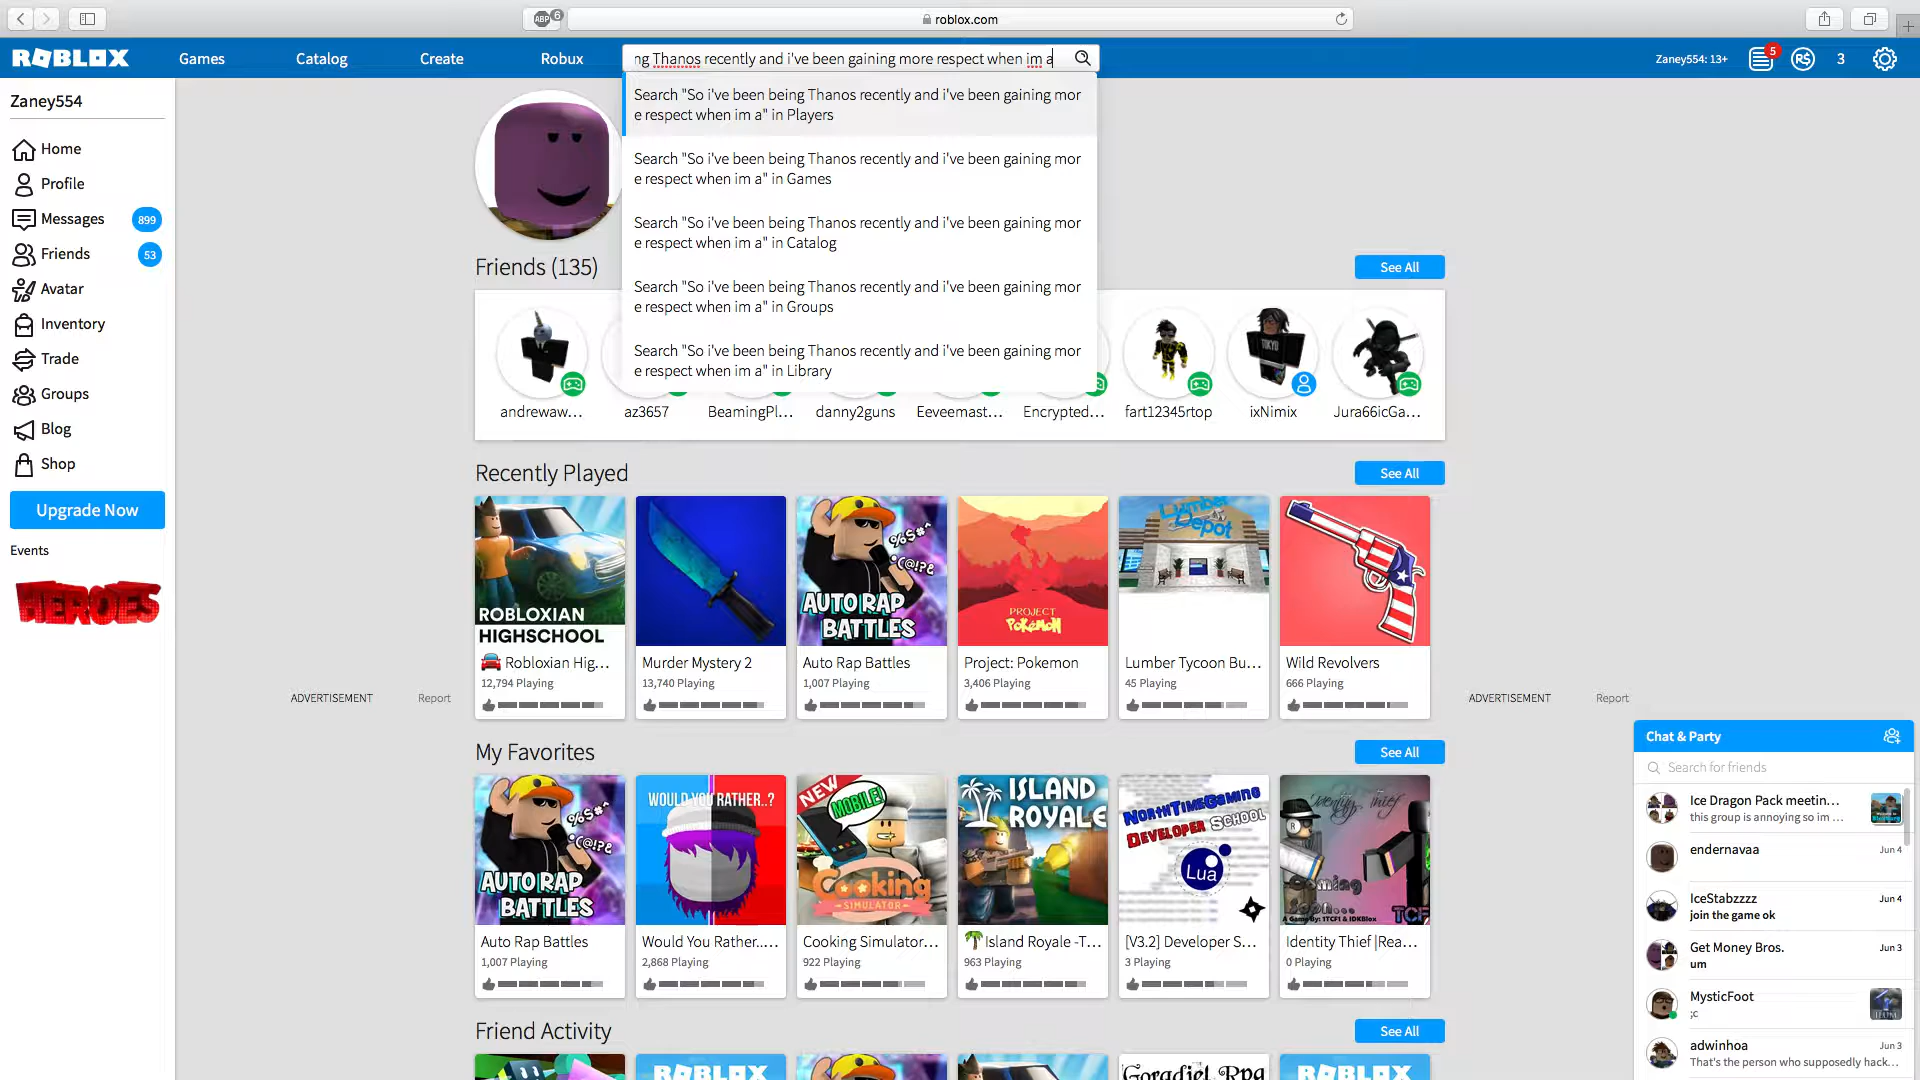 ABP 6
roblox.com
ROBLOX Games Catalog Create Robux
ng Thanos recently and i've been gaining more respect when im a
Zaney554: 13+ 5 R$ 3
Zaney554
Home
Profile
Messages 899
Friends 53
Avatar
Inventory
Trade
Groups
Blog
Shop
Upgrade Now
Events
HEROES
Search "So i've been being Thanos recently and i've been gaining mor
e respect when im a" in Players
Search "So i've been being Thanos recently and i've been gaining mor
e respect when im a" in Games
Search "So i've been being Thanos recently and i've been gaining mor
e respect when im a" in Catalog
Search "So i've been being Thanos recently and i've been gaining mor
e respect when im a" in Groups
Search "So i've been being Thanos recently and i've been gaining mor
e respect when im a" in Library
Friends (135) See All
TOKYO
andrewaw... az3657 BeamingPl... danny2guns Eeveemast... Encrypted... fart12345rtop ixNimix Jura66icGa...
Recently Played See All
ROBLOXIAN
HIGHSCHOOL
%$#^
*(@!?&
AUTO RAP
BATTLES
PROJECT
POKéMON
Lumber
Depot
Robloxian Hig... Murder Mystery 2 Auto Rap Battles Project: Pokemon Lumber Tycoon Bu... Wild Revolvers
12,794 Playing 13,740 Playing 1,007 Playing 3,406 Playing 45 Playing 666 Playing
ADVERTISEMENT Report
ADVERTISEMENT Report
My Favorites See All
%$#^
*(@!?&
AUTO RAP
BATTLES
WOULD YOU RATHER..?
NEW
MOBILE!
Cooking
SIMULATOR
ISLAND
ROYALE
NORTHTIMEGAMING
DEVELOPER SCHOOL
Lua
Identity Thief
Coming
Soon..
A Game By: 1TCF1 & IDKBlox
TCF
Auto Rap Battles Would You Rather..... Cooking Simulator... Island Royale -T... [V3.2] Developer S... Identity Thief |Rea...
1,007 Playing 2,868 Playing 922 Playing 963 Playing 3 Playing 0 Playing
Friend Activity See All
ROBLOX
Goradiel Rpg
ROBLOX
Chat & Party
Search for friends
Ice Dragon Pack meetin...
this group is annoying so im ...
endernavaa Jun 4
IceStabzzzz Jun 4
join the game ok
Get Money Bros. Jun 3
um
MysticFoot
;c
adwinhoa Jun 3
That's the person who supposedly hack...